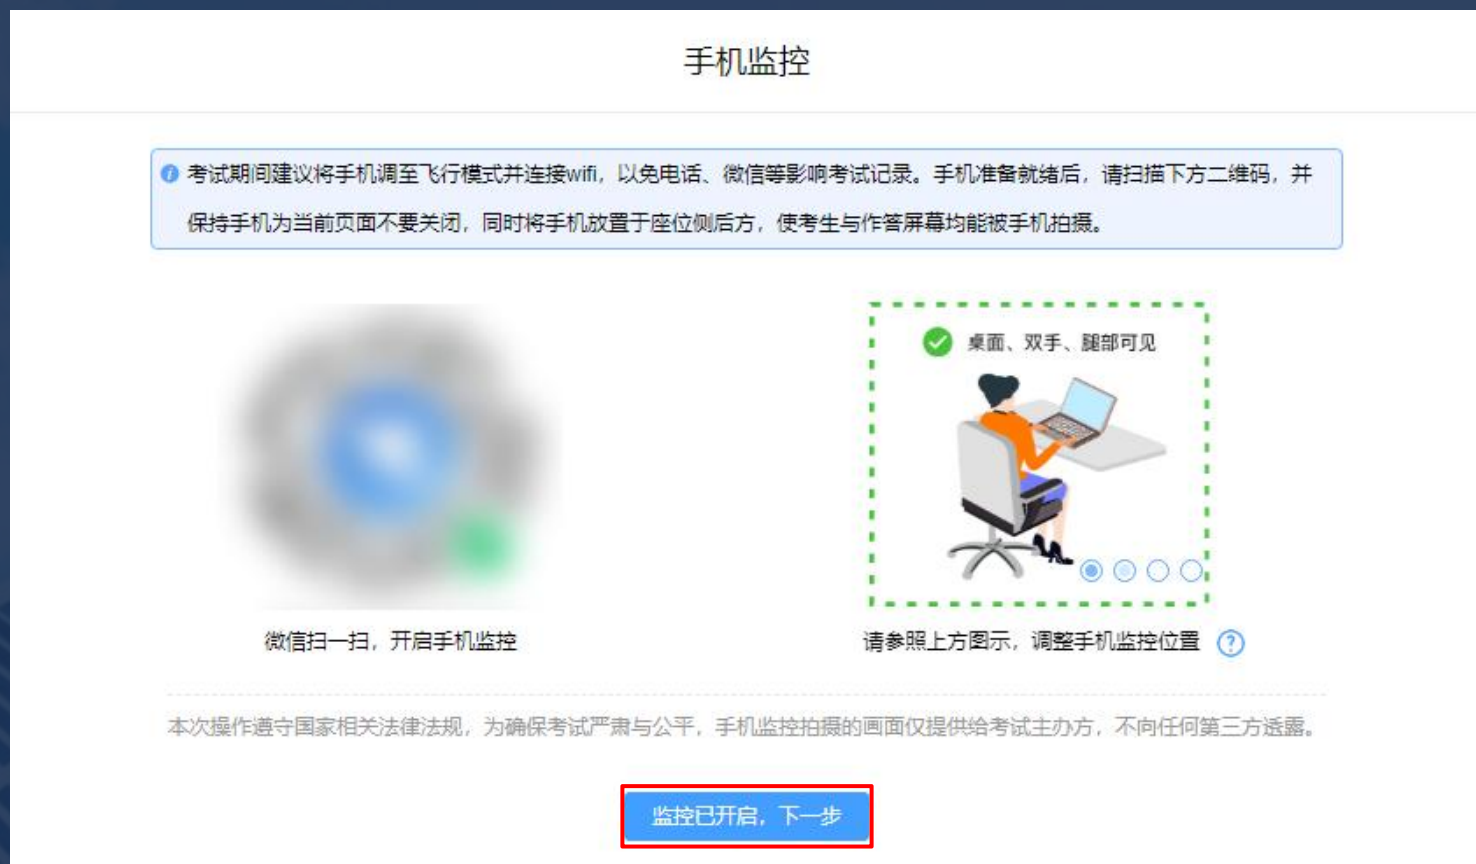 手机监控
考试期间建议将手机调至飞行模式并连接wifi，以免电话、微信等影响考试记录。手机准备就绪后，请扫描下方二维码，并
保持手机为当前页面不要关闭，同时将手机放置于座位侧后方，使考生与作答屏幕均能被手机拍摄。
桌面、双手、腿部可见
微信扫一扫，开启手机监控
请参照上方图示，调整手机监控位置
本次操作遵守国家相关法律法规，为确保考试严肃与公平，手机监控拍摄的画面仅提供给考试主办方，不向任何第三方透露。
监控已开启，下一步